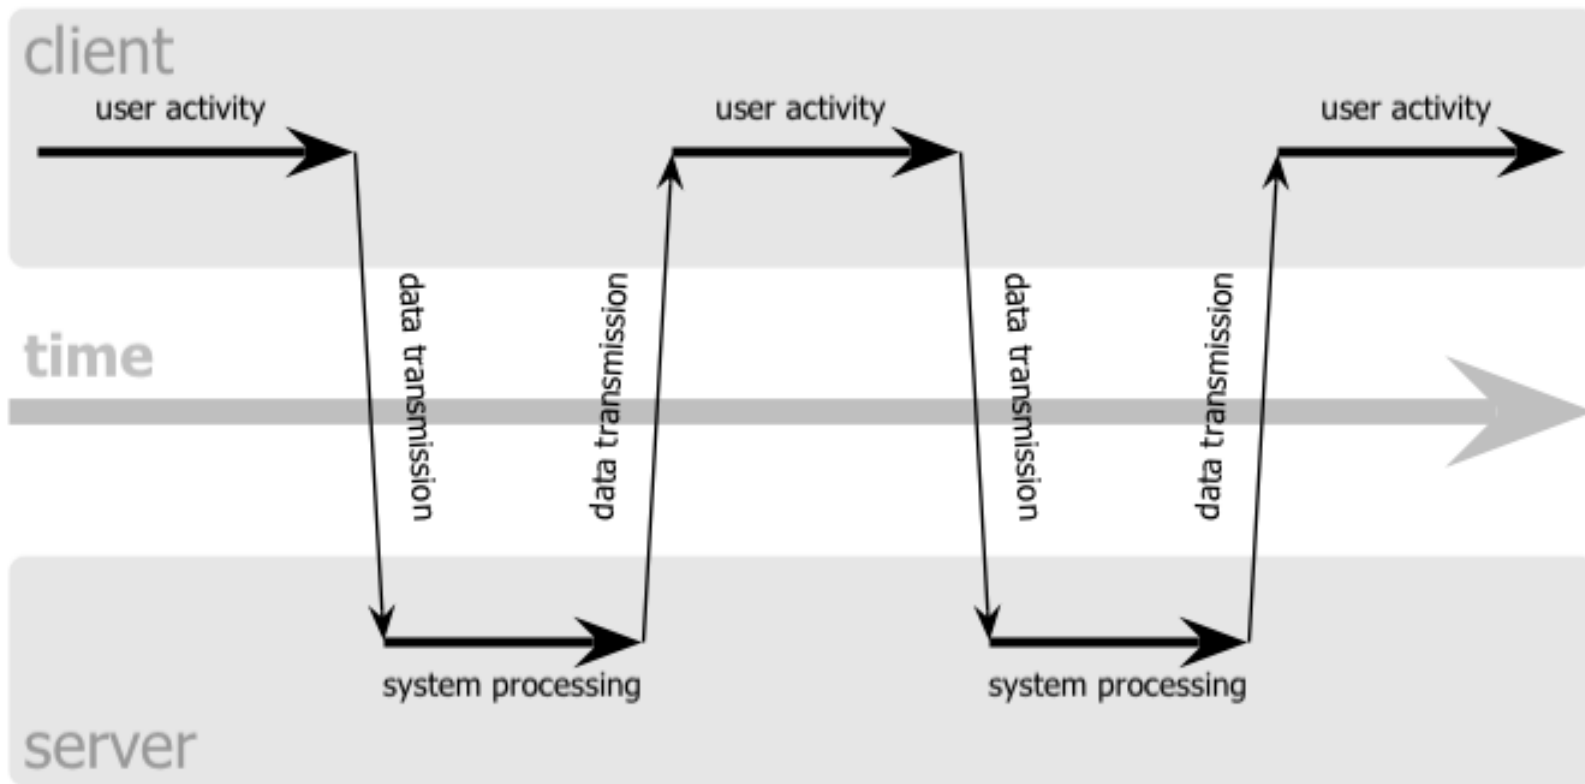 client
user activity
user activity
user activity
data transmission
data transmission
data transmission
data transmission
time
system processing
system processing
server